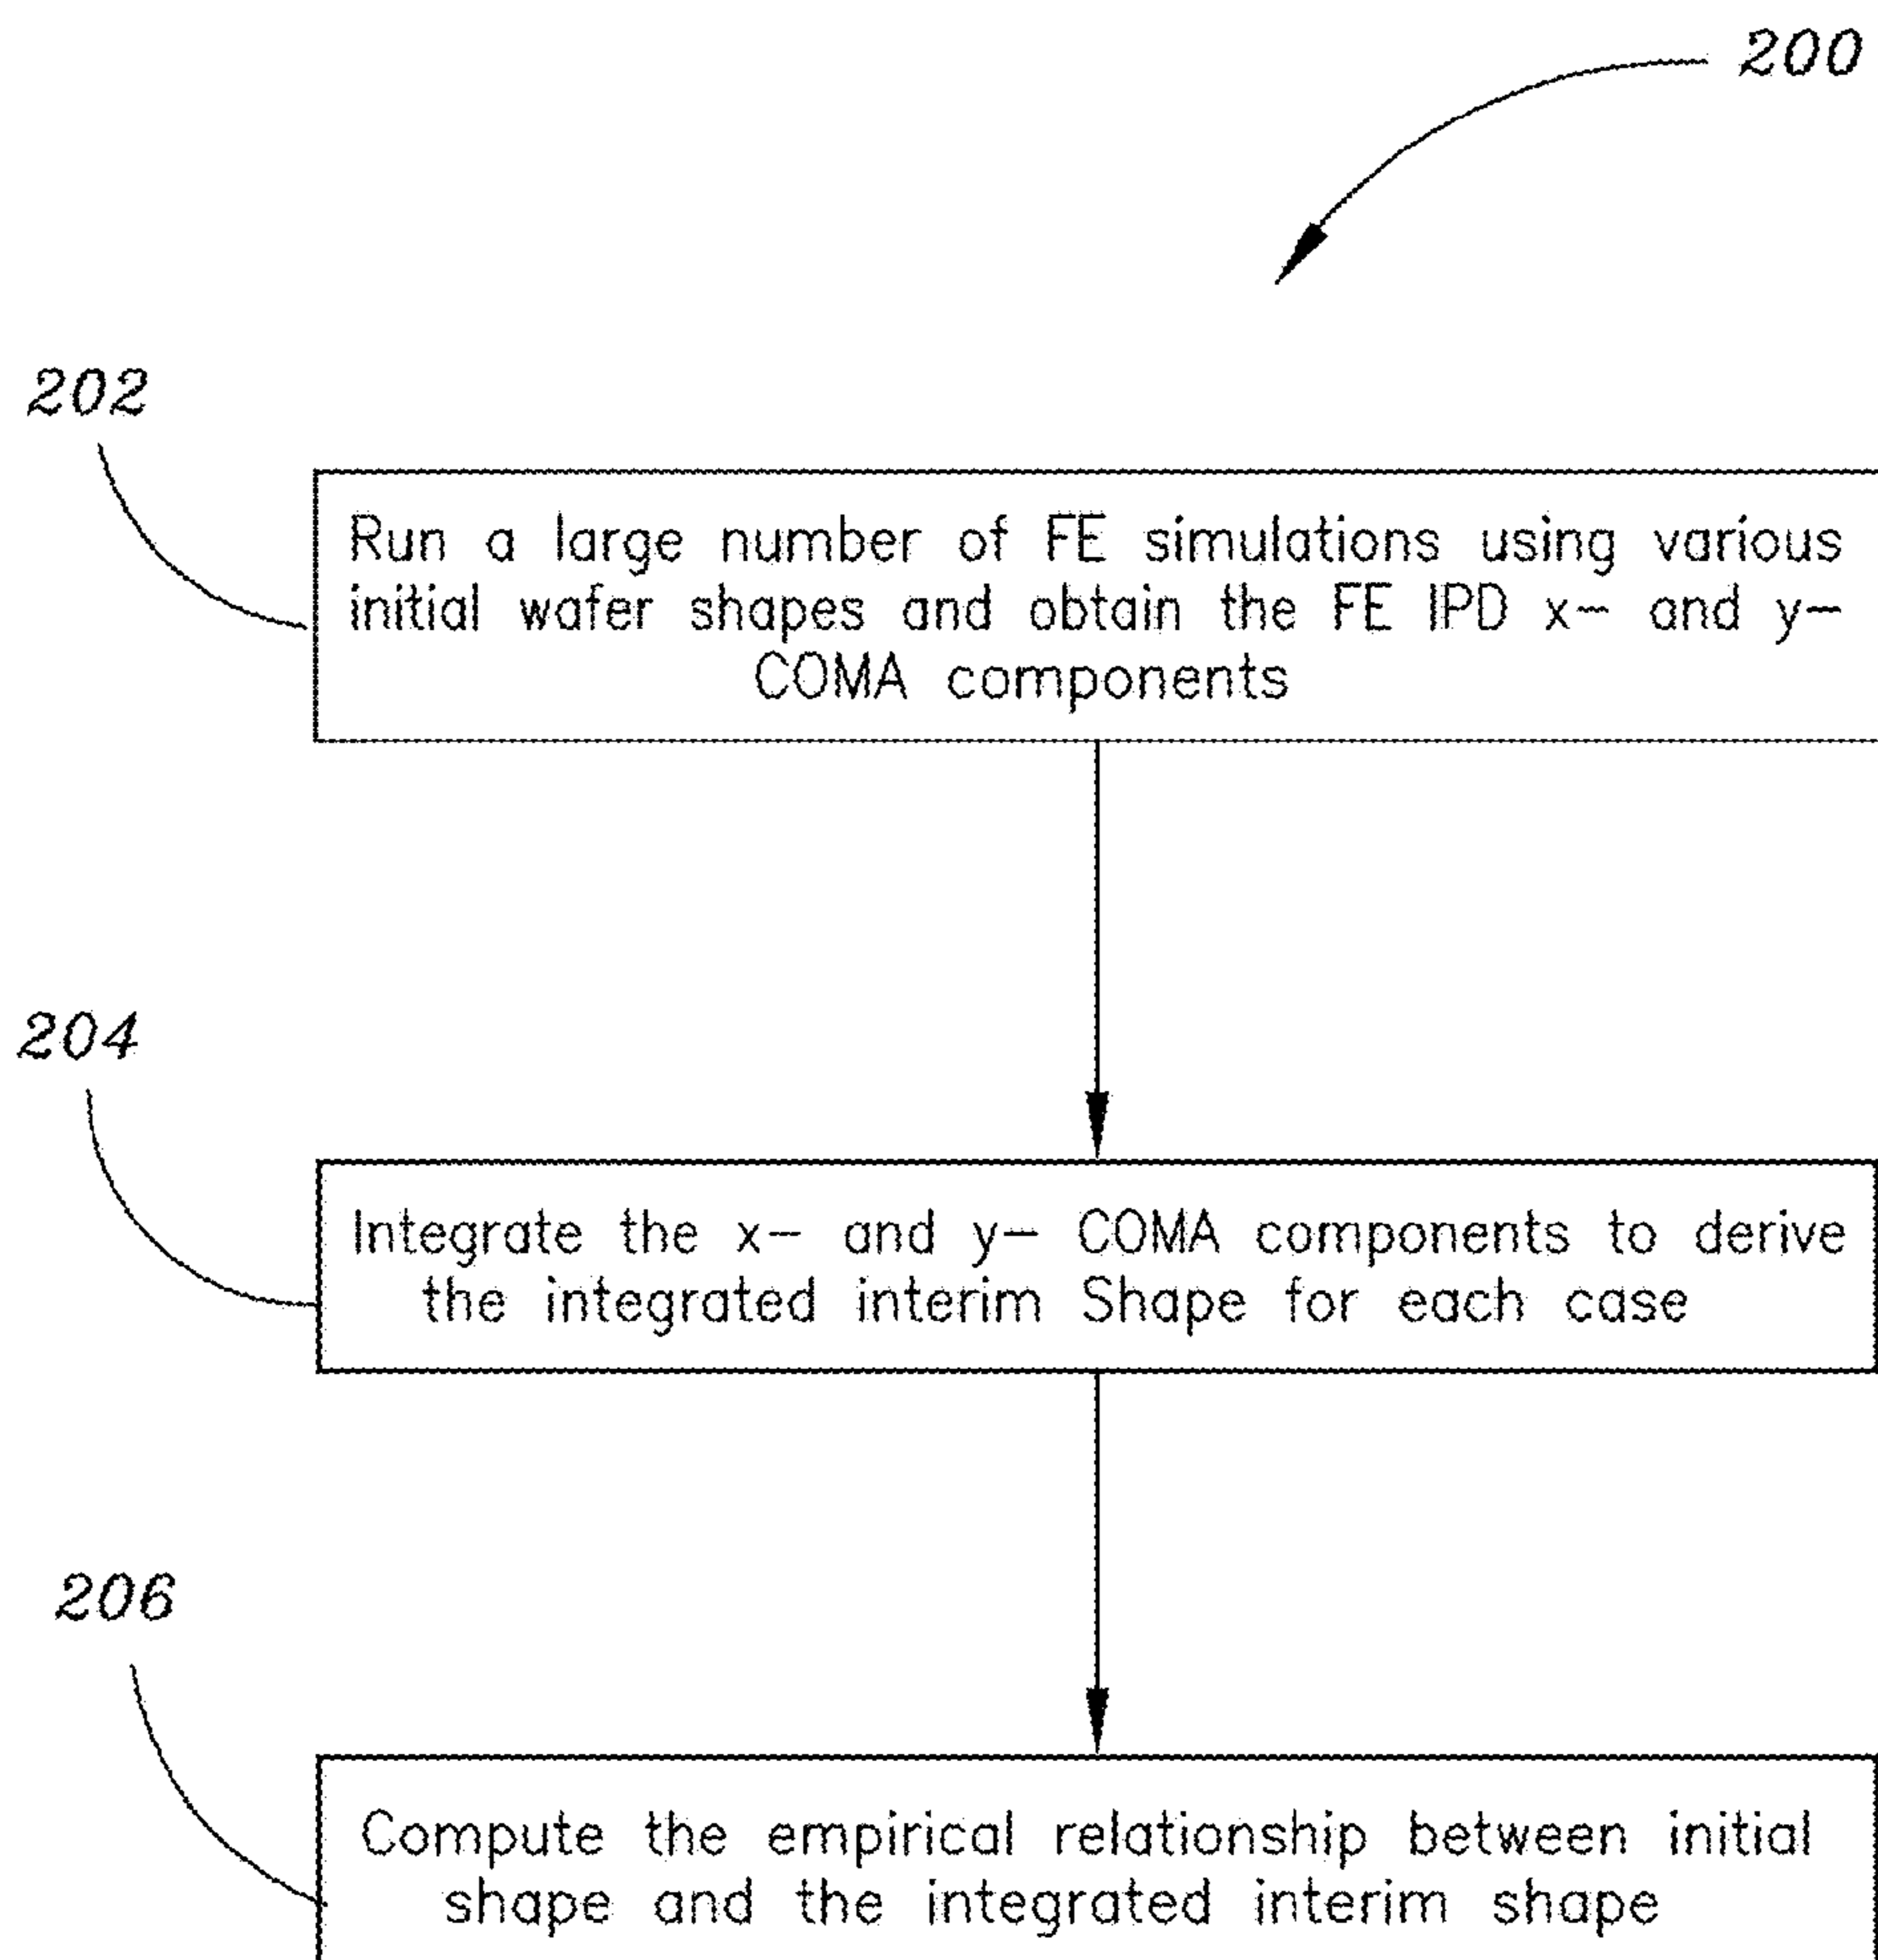 200
202
Run a large number of FE simulations using various
initial wafer shapes and obtain the FE IPD x- and y-
COMA components
204
Integrate the x- and y- COMA components to derive
the integrated interim Shape for each case
206
Compute the empirical relationship between initial
shape and the integrated interim shape